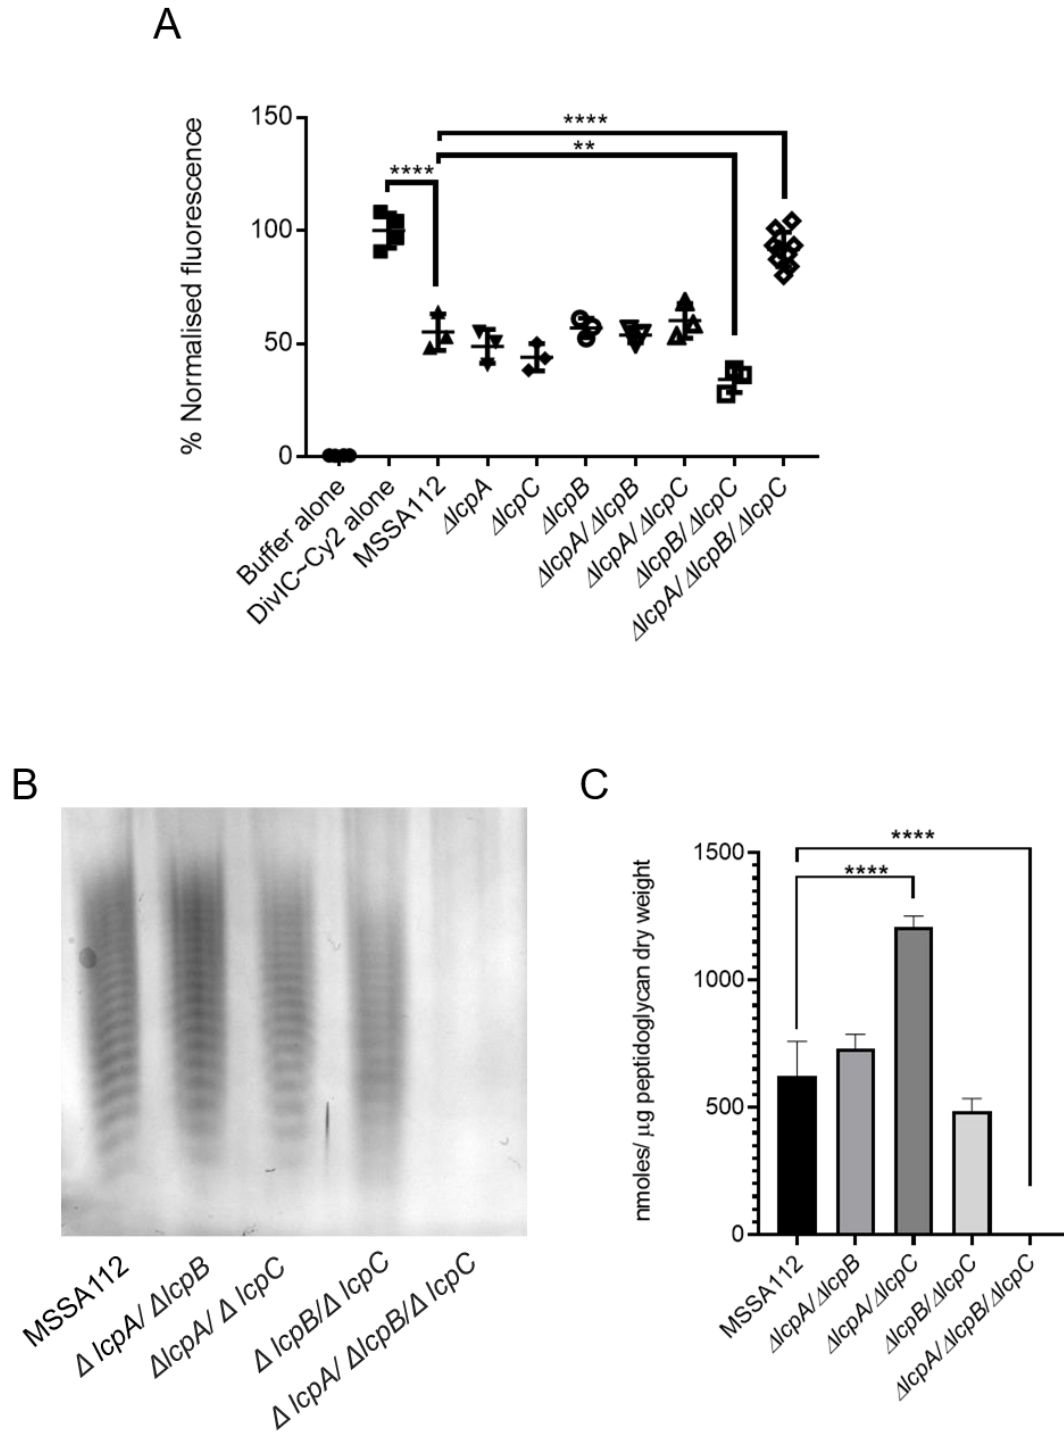 A
% Normalised fluorescence
150
100
50
0
****
**
****
Buffer alone
DivIC~Cy2 alone
MSSA112
ΔlcpA
ΔlcpC
ΔlcpB
ΔlcpA/ ΔlcpB
ΔlcpA/ ΔlcpC
ΔlcpB/ ΔlcpC
ΔlcpA/ ΔlcpB/ ΔlcpC
B
MSSA112
Δ lcpA/ ΔlcpB
ΔlcpA/ Δ lcpC
Δ lcpB/Δ lcpC
Δ lcpA/ ΔlcpB/Δ lcpC
C
nmoles/ µg peptidoglycan dry weight
1500
1000
500
0
****
****
MSSA112
ΔlcpA/ΔlcpB
ΔlcpA/ΔlcpC
ΔlcpB/ΔlcpC
ΔlcpA/ΔlcpB/ΔlcpC